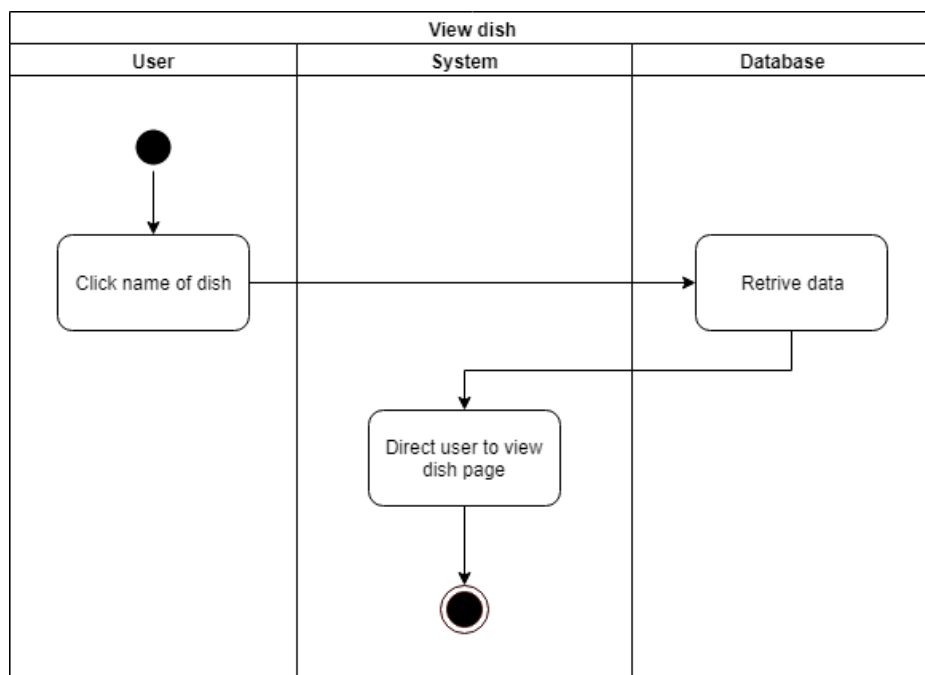 View dish
User
System
Database
Click name of dish
Retrive data
Direct user to view
dish page